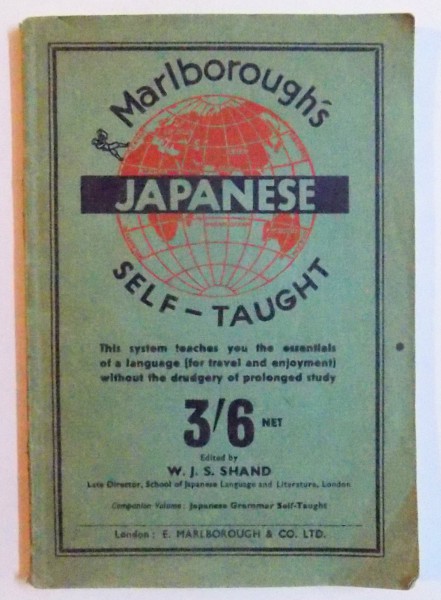 Marlborough's
JAPANESE
SELF-TAUGHT
This system teaches you the essentials
of a language (for travel and enjoyment)
without the drudgery of prolonged study
3/6 NET
Edited by
W. J. S. SHAND
Late Director, School of Japanese Language and Literature, London
Companion Volume: Japanese Grammar Self-Taught
London: E. MARLBOROUGH & CO. LTD.